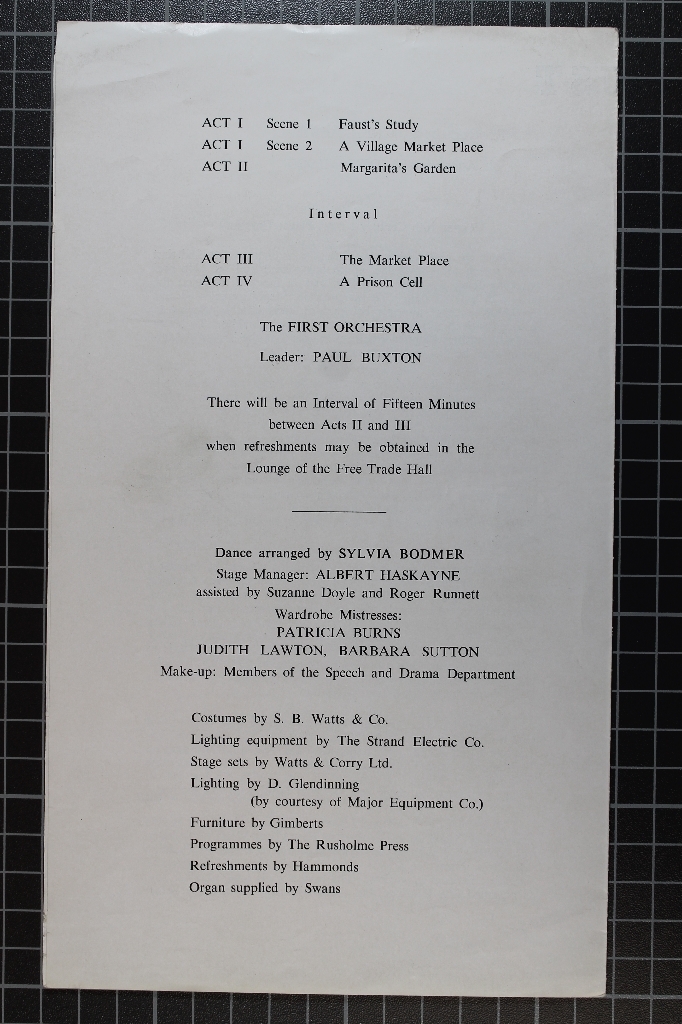 ACT I Scene 1 Faust's Study
ACT I Scene 2 A Village Market Place
ACT II Margarita's Garden
Interval
ACT III The Market Place
ACT IV A Prison Cell
The FIRST ORCHESTRA
Leader: PAUL BUXTON
There will be an Interval of Fifteen Minutes
between Acts II and III
when refreshments may be obtained in the
Lounge of the Free Trade Hall
Dance arranged by SYLVIA BODMER
Stage Manager: ALBERT HASKAYNE
assisted by Suzanne Doyle and Roger Runnett
Wardrobe Mistresses:
PATRICIA BURNS
JUDITH LAWTON, BARBARA SUTTON
Make-up: Members of the Speech and Drama Department
Costumes by S. B. Watts & Co.
Lighting equipment by The Strand Electric Co.
Stage sets by Watts & Corry Ltd.
Lighting by D. Glendinning
(by courtesy of Major Equipment Co.)
Furniture by Gimberts
Programmes by The Rusholme Press
Refreshments by Hammonds
Organ supplied by Swans